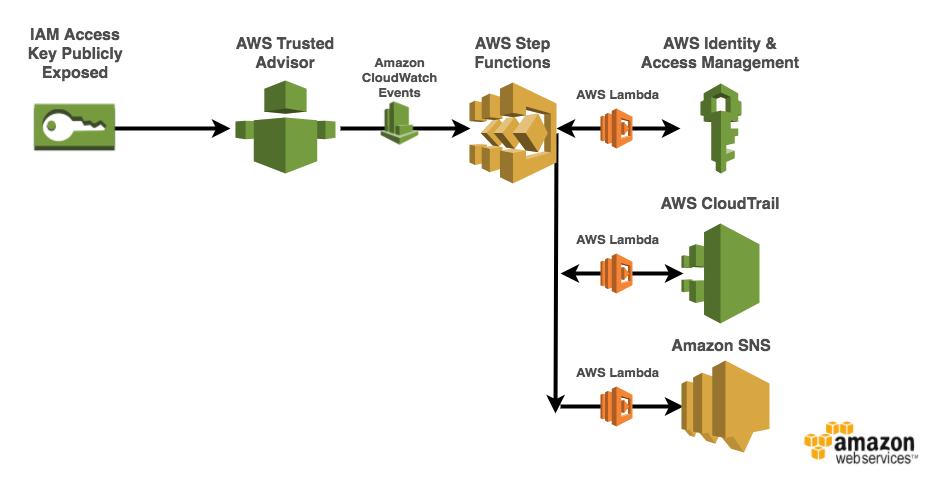 IAM Access
Key Publicly
Exposed
AWS Trusted
Advisor
Amazon
CloudWatch
Events
AWS Step
Functions
AWS Lambda
AWS Identity &
Access Management
AWS Lambda
AWS CloudTrail
AWS Lambda
Amazon SNS
amazon
webservices™